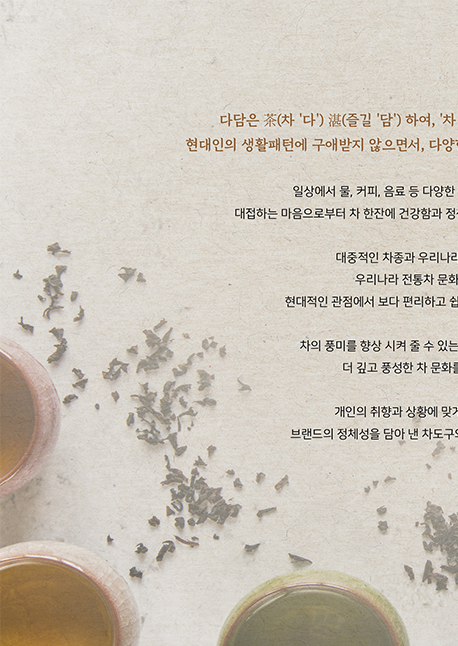 다담은 茶(차 '다') 湛(즐길 '담') 하여, '차
현대인의 생활패턴에 구애받지 않으면서, 다양한
일상에서 물, 커피, 음료 등 다양한
대접하는 마음으로부터 차 한잔에 건강함과 정
대중적인 차종과 우리나라
우리나라 전통차 문화
현대적인 관점에서 보다 편리하고 쉽
차의 풍미를 향상 시켜 줄 수 있는
더 깊고 풍성한 차 문화를
개인의 취향과 상황에 맞게
브랜드의 정체성을 담아 낸 차도구와